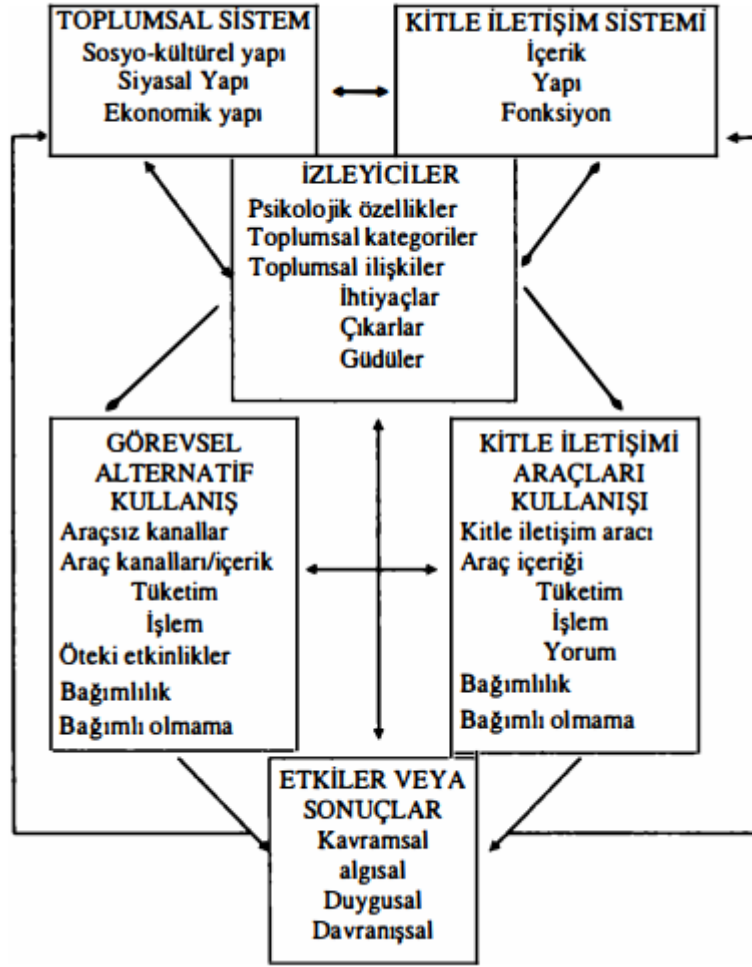 TOPLUMSAL SİSTEM
Sosyo-kültürel yapı
Siyasal Yapı
Ekonomik yapı
KİTLE İLETİŞİM SİSTEMİ
İçerik
Yapı
Fonksiyon
İZLEYİCİLER
Psikolojik özellikler
Toplumsal kategoriler
Toplumsal ilişkiler
İhtiyaçlar
Çıkarlar
Güdüler
GÖREVSEL
ALTERNATİF
KULLANIŞ
Araçsız kanallar
Araç kanalları/içerik
Tüketim
İşlem
Öteki etkinlikler
Bağımlılık
Bağımlı olmama
KİTLE İLETİŞİMİ
ARAÇLARI
KULLANIŞI
Kitle iletişim aracı
Araç içeriği
Tüketim
İşlem
Yorum
Bağımlılık
Bağımlı olmama
ETKİLER VEYA
SONUÇLAR
Kavramsal
algısal
Duygusal
Davranışsal